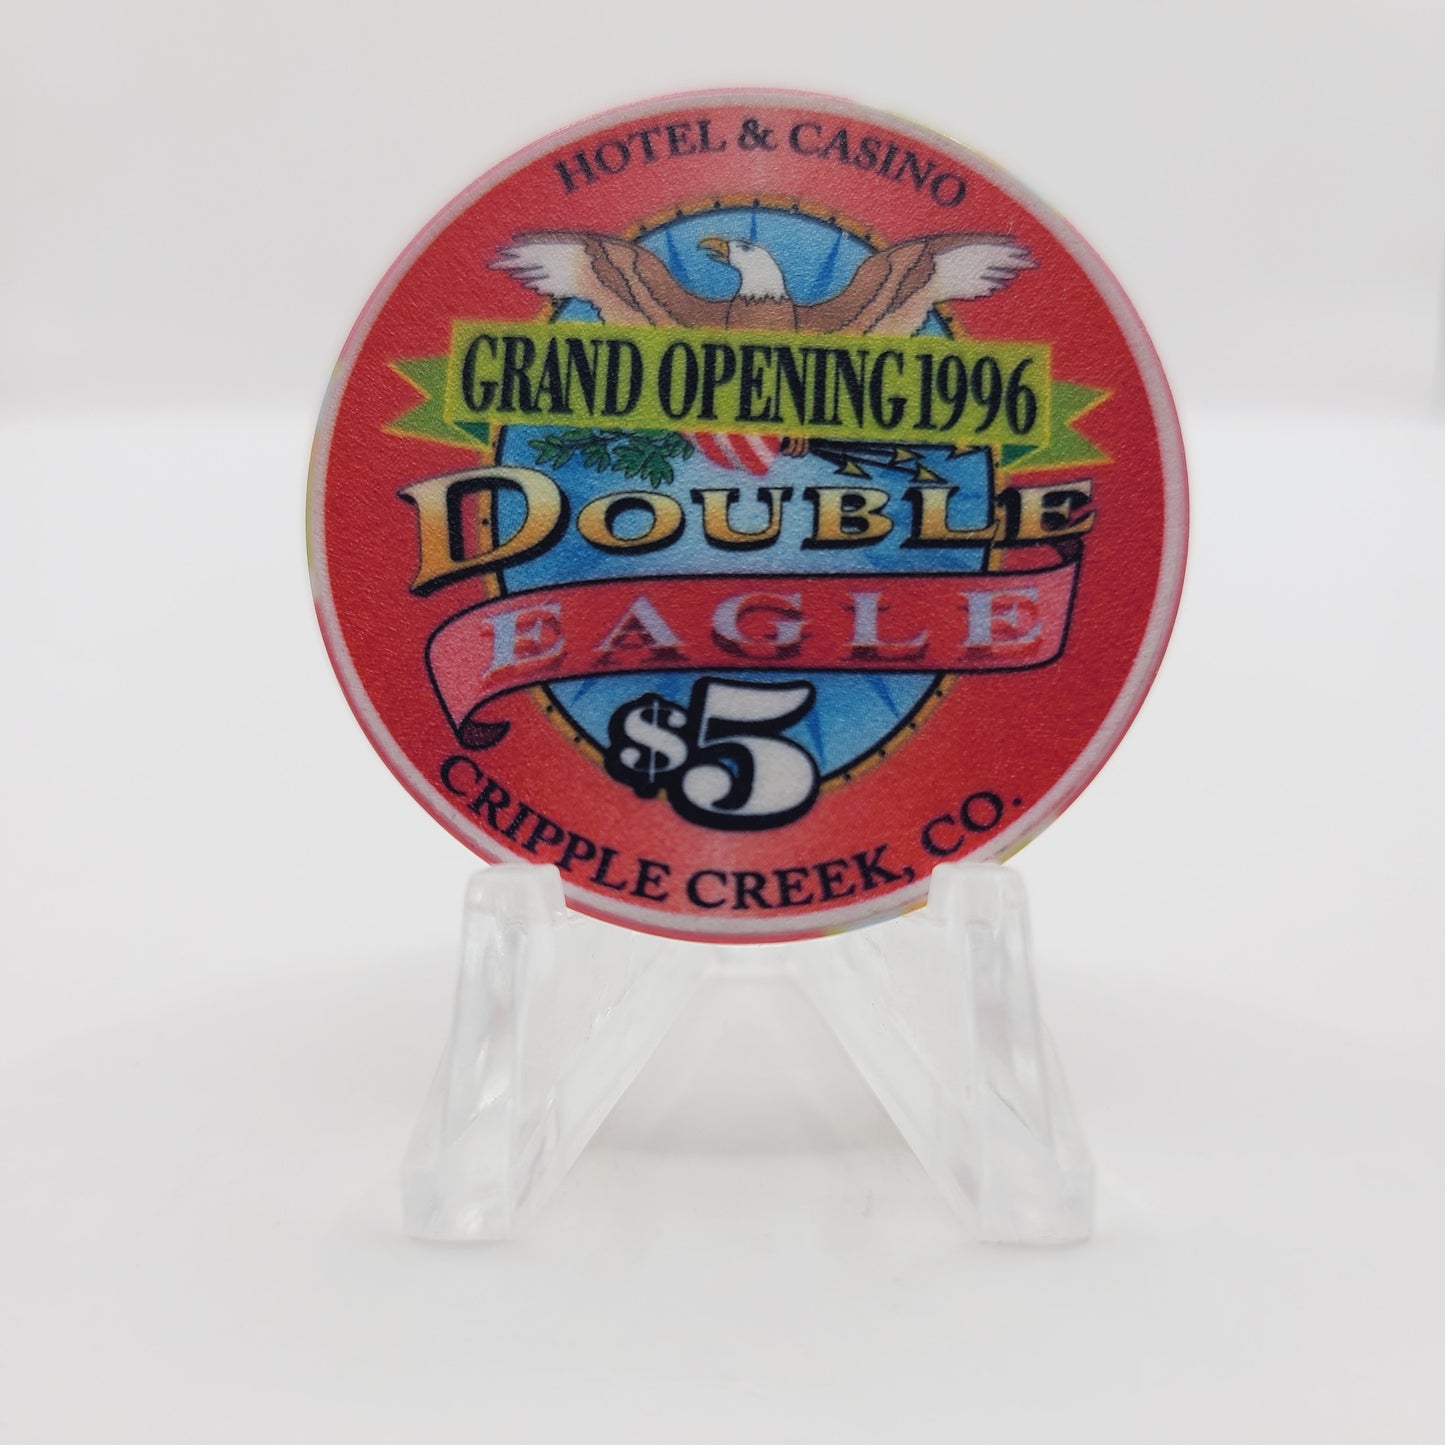 HOTEL & CASINO
GRAND OPENING 1996
DOUBLE
EAGLE
$5
CRIPPLE CREEK, CO.